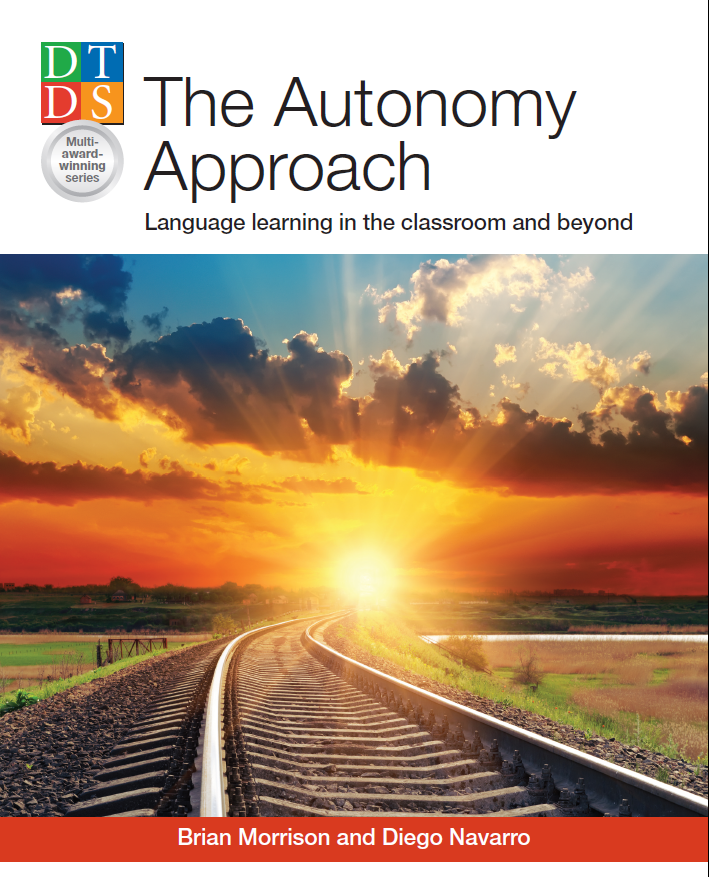 DT
DS
Multi-
award-
winning
series
The Autonomy
Approach
Language learning in the classroom and beyond
Brian Morrison and Diego Navarro